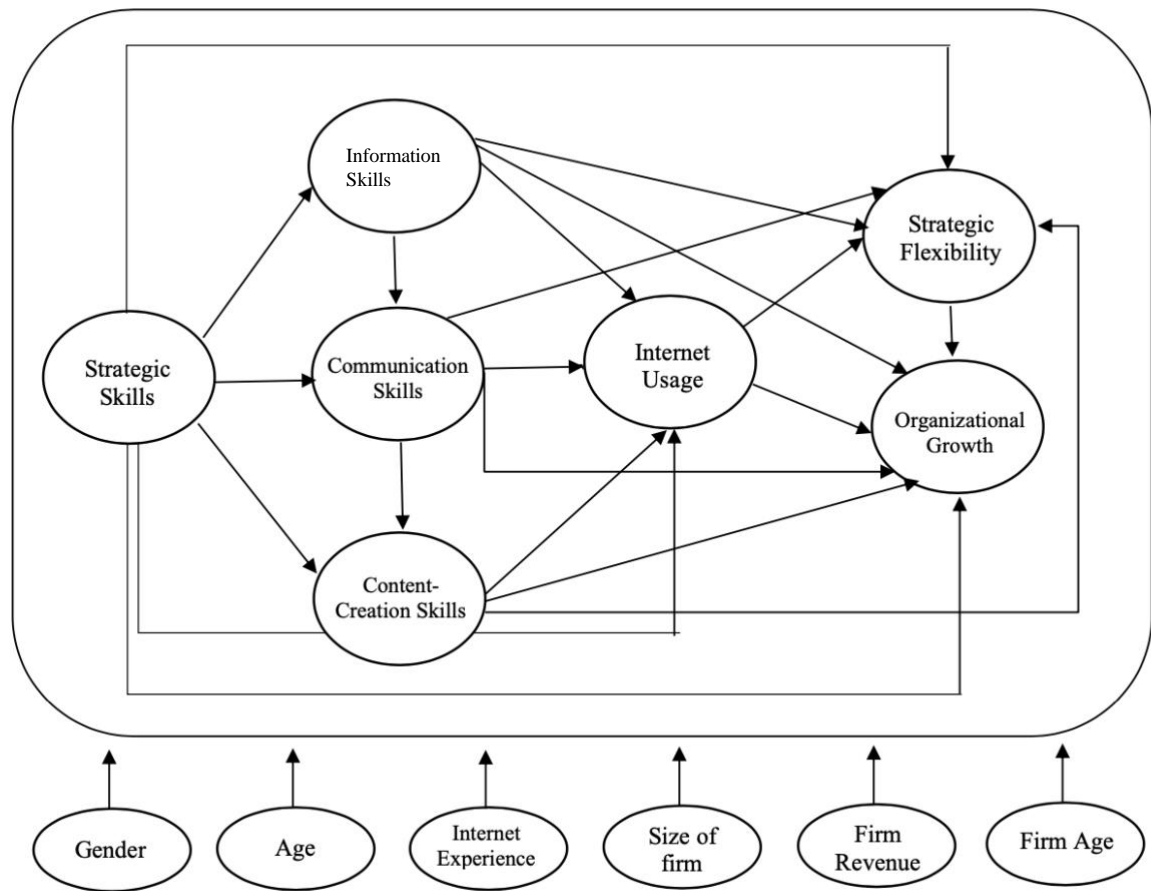 Information
Skills
Strategic
Flexibility
Strategic
Skills
Communication
Skills
Internet
Usage
Organizational
Growth
Content-
Creation Skills
Gender
Age
Internet
Experience
Size of
firm
Firm
Revenue
Firm Age